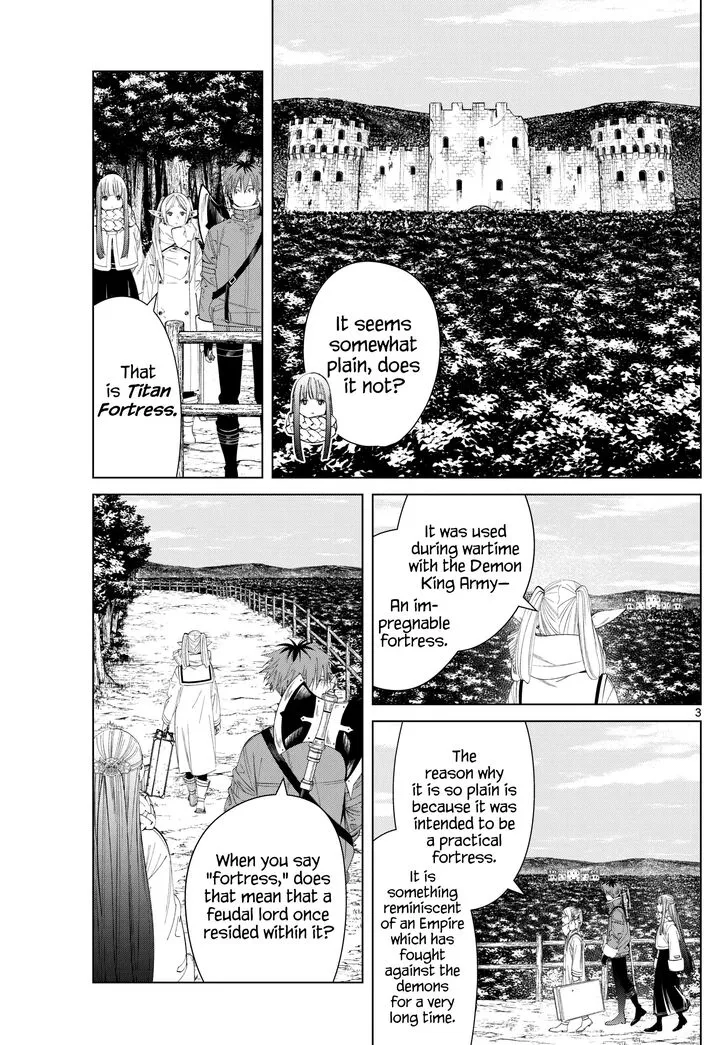 It seems
somewhat
plain, does
it not?
That
is Titan
Fortress.
It was used
during wartime
with the Demon
King Army—
An im-
pregnable
fortress.
3
When you say
"fortress," does
that mean that a
feudal lord once
resided within it?
The
reason why
it is so plain is
because it was
intended to be
a practical
fortress.
It is
something
reminiscent
of an Empire
which has
fought
against the
demons
for a very
long time.